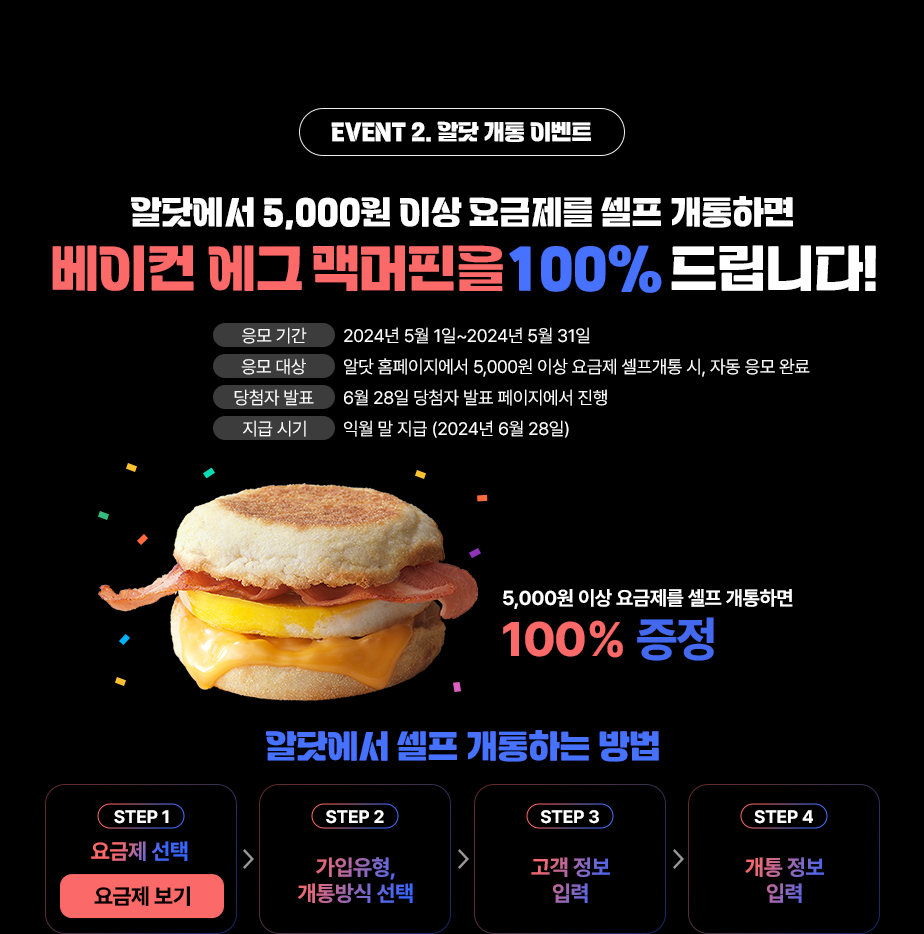 EVENT 2. 알닷 개통 이벤트
알닷에서 5,000원 이상 요금제를 셀프 개통하면
베이컨 에그 맥머핀을 100% 드립니다!
응모 기간 2024년 5월 1일~2024년 5월 31일
응모 대상 알닷 홈페이지에서 5,000원 이상 요금제 셀프개통 시, 자동 응모 완료
당첨자 발표 6월 28일 당첨자 발표 페이지에서 진행
지급 시기 익월 말 지급 (2024년 6월 28일)
5,000원 이상 요금제를 셀프 개통하면
100% 증정
알닷에서 셀프 개통하는 방법
STEP 1
요금제 선택
요금제 보기
STEP 2
가입유형,
개통방식 선택
STEP 3
고객 정보
입력
STEP 4
개통 정보
입력